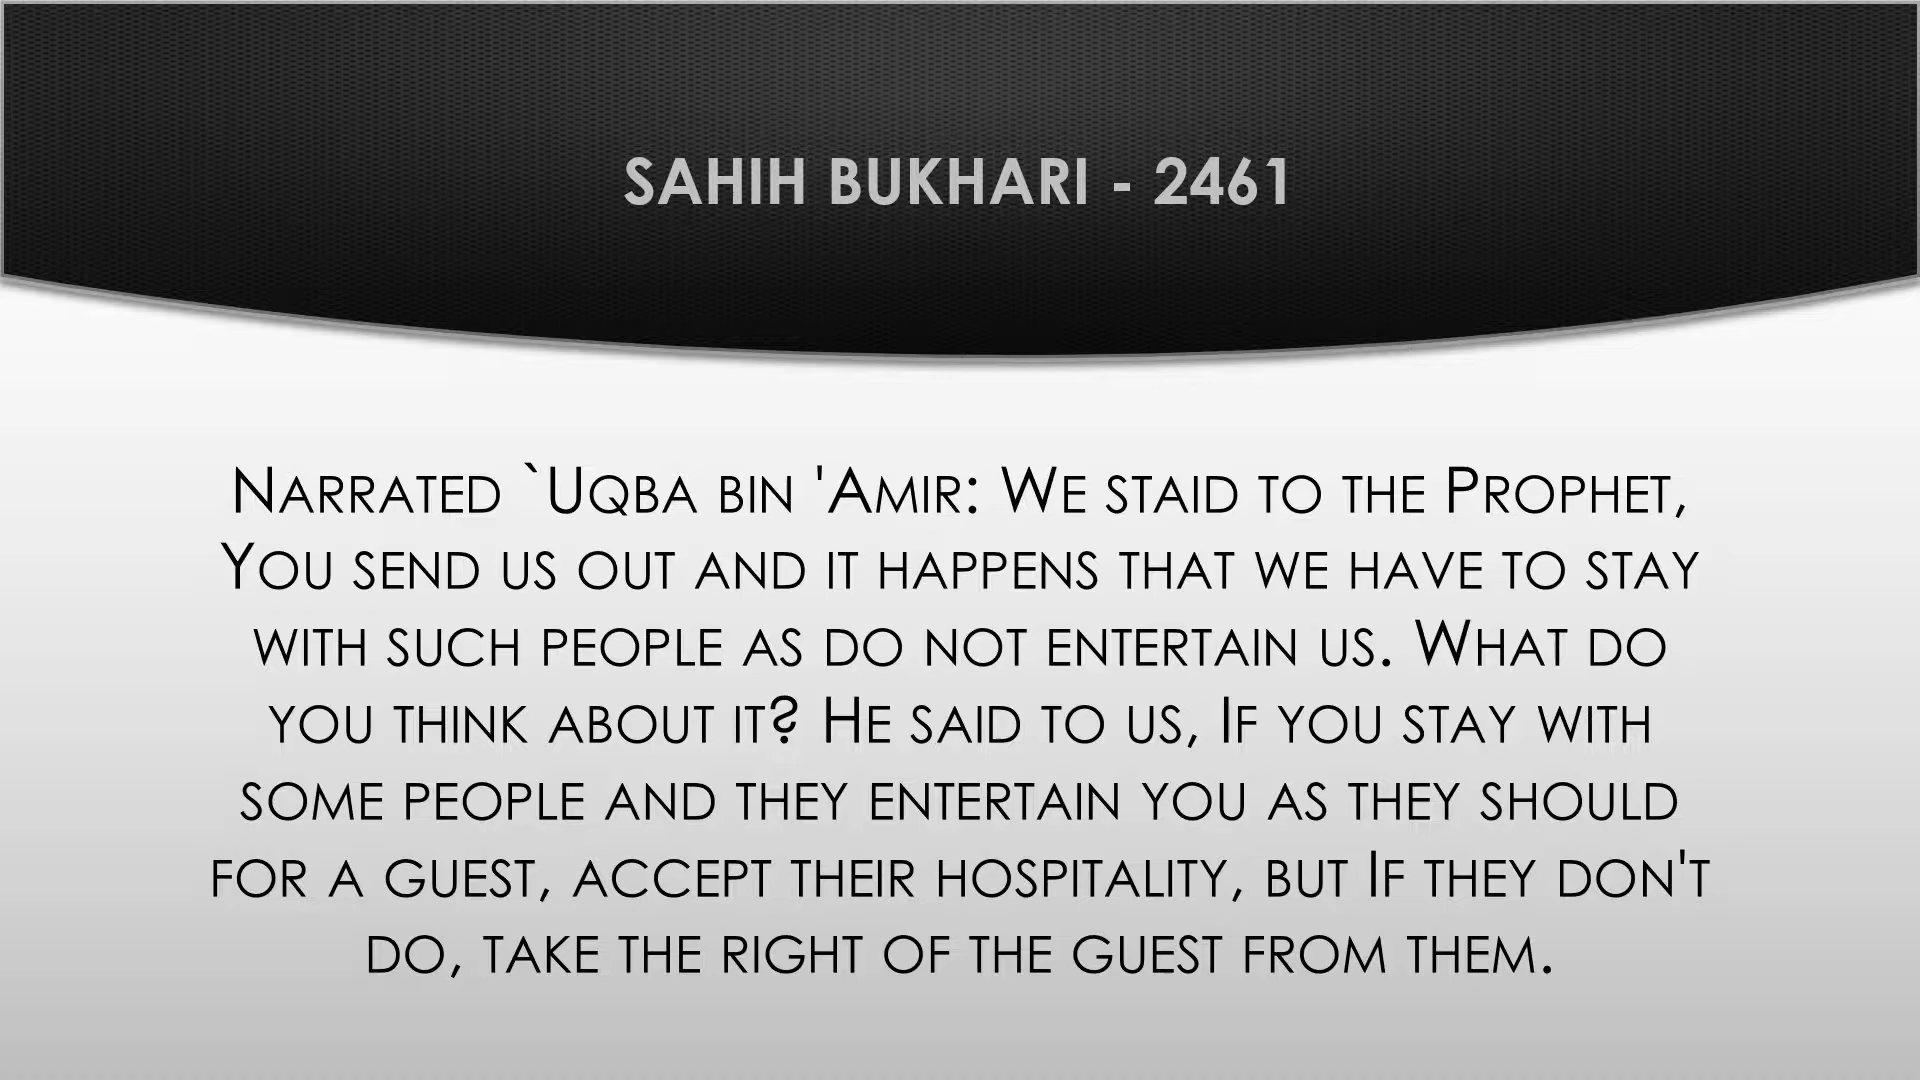 SAHIH BUKHARI - 2461
Narrated `Uqba bin 'Amir: We staid to the Prophet,
You send us out and it happens that we have to stay
with such people as do not entertain us. What do
you think about it? He said to us, If you stay with
some people and they entertain you as they should
for a guest, accept their hospitality, but If they don't
do, take the right of the guest from them.